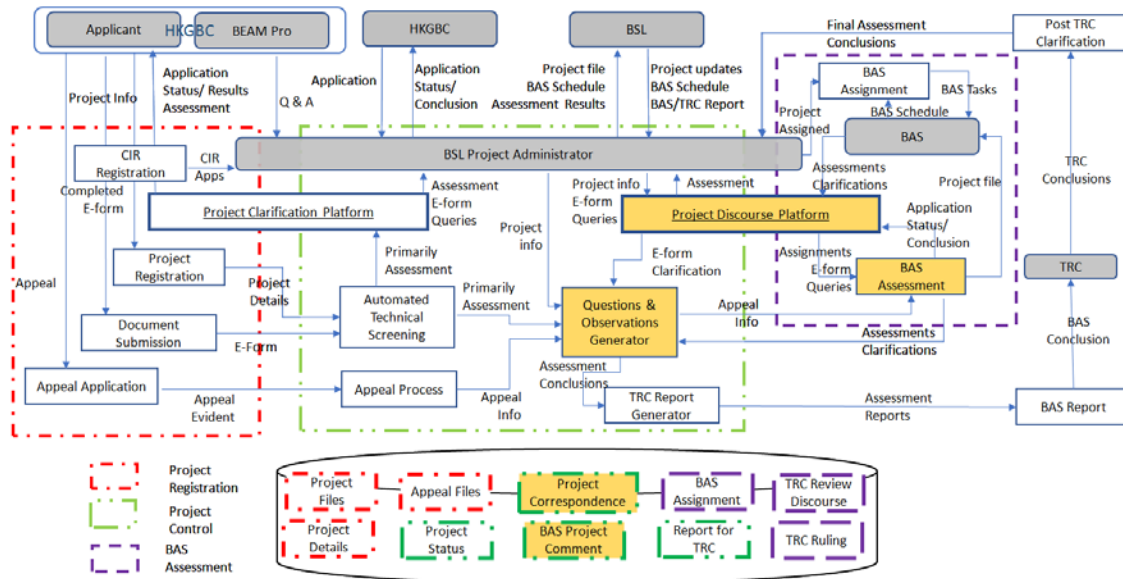 Applicant
HKGBC
BEAM Pro
HKGBC
BSL
Final Assessment
Conclusions
Post TRC
Clarification
Project Info
Application
Status/ Results
Assessment
Q & A
Application
Application
Status/
Conclusion
Project file
BAS Schedule
Assessment Results
Project updates
BAS Schedule
BAS/TRC Report
Project
Assigned
BAS
Assignment
BAS Tasks
BAS Schedule
BAS
CIR
Registration
CIR
Apps
BSL Project Administrator
Completed
E-form
Project Clarification Platform
Assessment
E-form
Queries
Project info
E-form
Queries
Assessment
Assessments
Clarifications
Project file
TRC
Conclusions
Project Discourse Platform
Application
Status/
Conclusion
Project
info
Project
Registration
Primarily
Assessment
E-form
Clarification
Assignments
E-form
Queries
BAS
Assessment
TRC
Appeal
Project
Details
Automated
Technical
Screening
Primarily
Assessment
Questions &
Observations
Generator
Appeal
Info
Document
Submission
E-Form
Assessments
Clarifications
BAS
Conclusion
Appeal Application
Appeal
Evident
Appeal Process
Appeal
Info
Assessment
Conclusions
TRC Report
Generator
Assessment
Reports
BAS Report
Project
Registration
Project
Control
BAS
Assessment
Project
Files
Appeal Files
Project
Correspondence
BAS
Assignment
TRC Review
Discourse
Project
Details
Project
Status
BAS Project
Comment
Report for
TRC
TRC Ruling